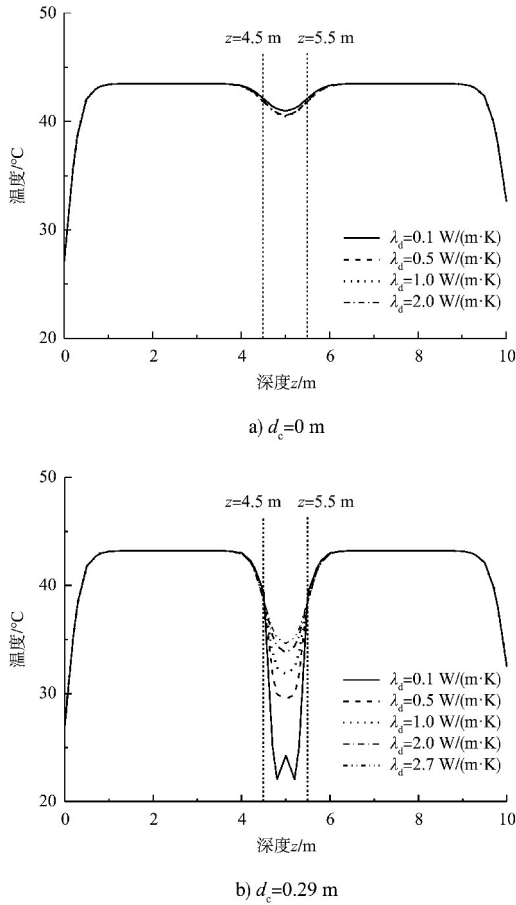 50
z=4.5 m z=5.5 m
40
温度/°C
30
λd=0.1 W/(m·K)
λd=0.5 W/(m·K)
λd=1.0 W/(m·K)
λd=2.0 W/(m·K)
20
0 2 4 6 8 10
深度z/m
a) dc=0 m
50
z=4.5 m z=5.5 m
40
温度/°C
30
λd=0.1 W/(m·K)
λd=0.5 W/(m·K)
λd=1.0 W/(m·K)
λd=2.0 W/(m·K)
λd=2.7 W/(m·K)
20
0 2 4 6 8 10
深度z/m
b) dc=0.29 m